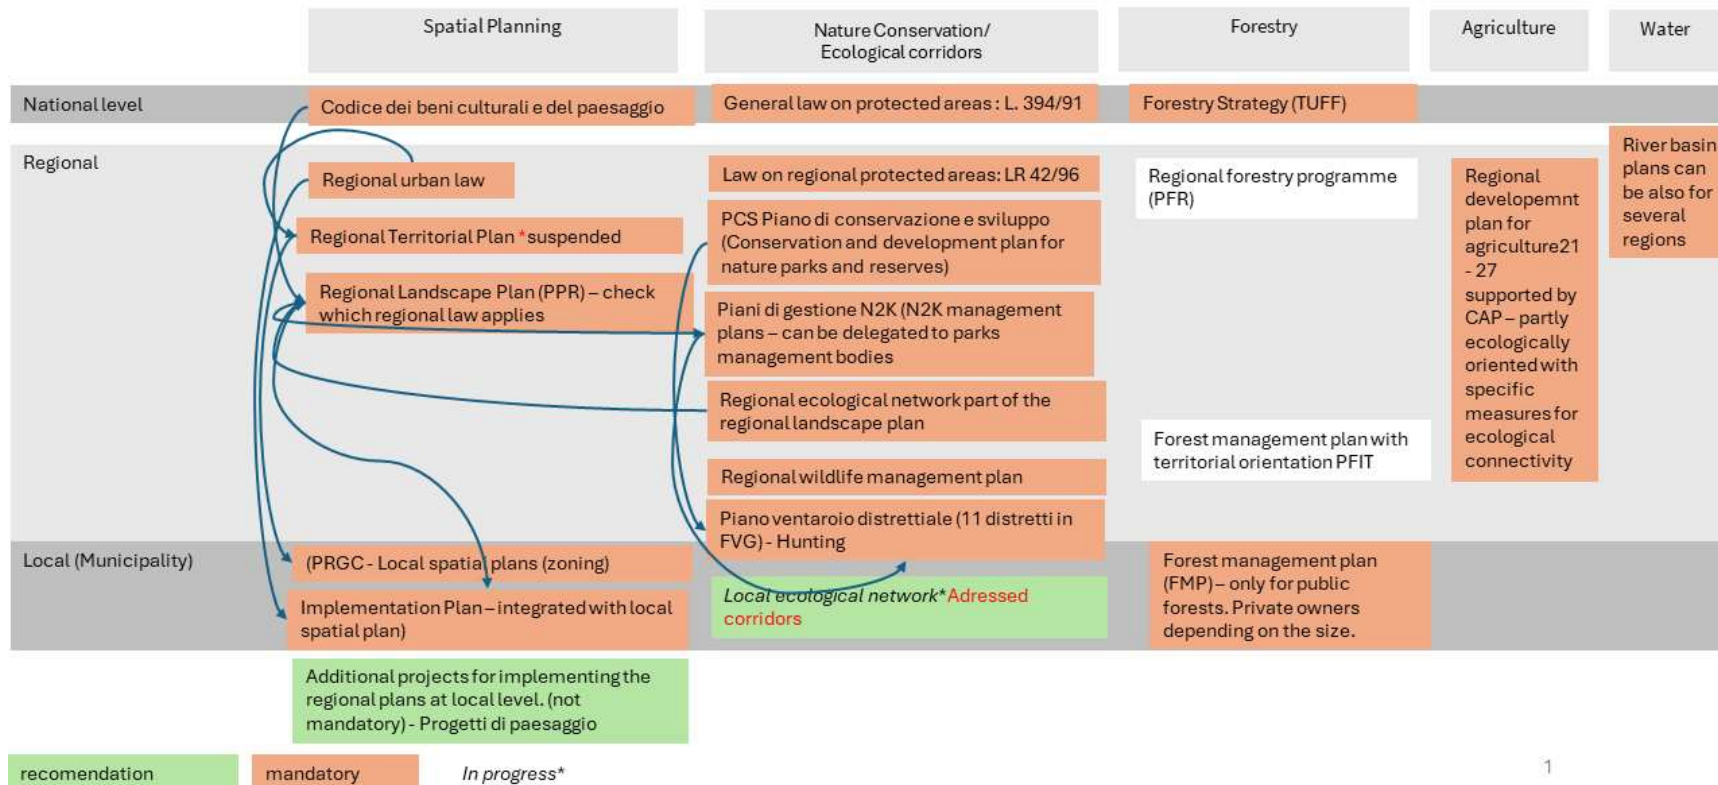 Spatial Planning
Nature Conservation/
Ecological corridors
Forestry
Agriculture
Water
National level
Codice dei beni culturali e del paesaggio
General law on protected areas : L. 394/91
Forestry Strategy (TUFF)
Regional
Regional urban law
Regional Territorial Plan *suspended
Regional Landscape Plan (PPR) – check
which regional law applies
Law on regional protected areas: LR 42/96
PCS Piano di conservazione e sviluppo
(Conservation and development plan for
nature parks and reserves)
Piani di gestione N2K (N2K management
plans – can be delegated to parks
management bodies
Regional ecological network part of the
regional landscape plan
Regional wildlife management plan
Piano ventaroio distrettiale (11 distretti in
FVG) - Hunting
Regional forestry programme
(PFR)
Forest management plan with
territorial orientation PFIT
Regional
developemnt
plan for
agriculture21
- 27
supported by
CAP – partly
ecologically
oriented with
specific
measures for
ecological
connectivity
River basin
plans can
be also for
several
regions
Local (Municipality)
(PRGC - Local spatial plans (zoning)
Implementation Plan – integrated with local
spatial plan)
Local ecological network*Adressed
corridors
Forest management plan
(FMP) – only for public
forests. Private owners
depending on the size.
Additional projects for implementing the
regional plans at local level. (not
mandatory) - Progetti di paesaggio
recomendation
mandatory
In progress*
1